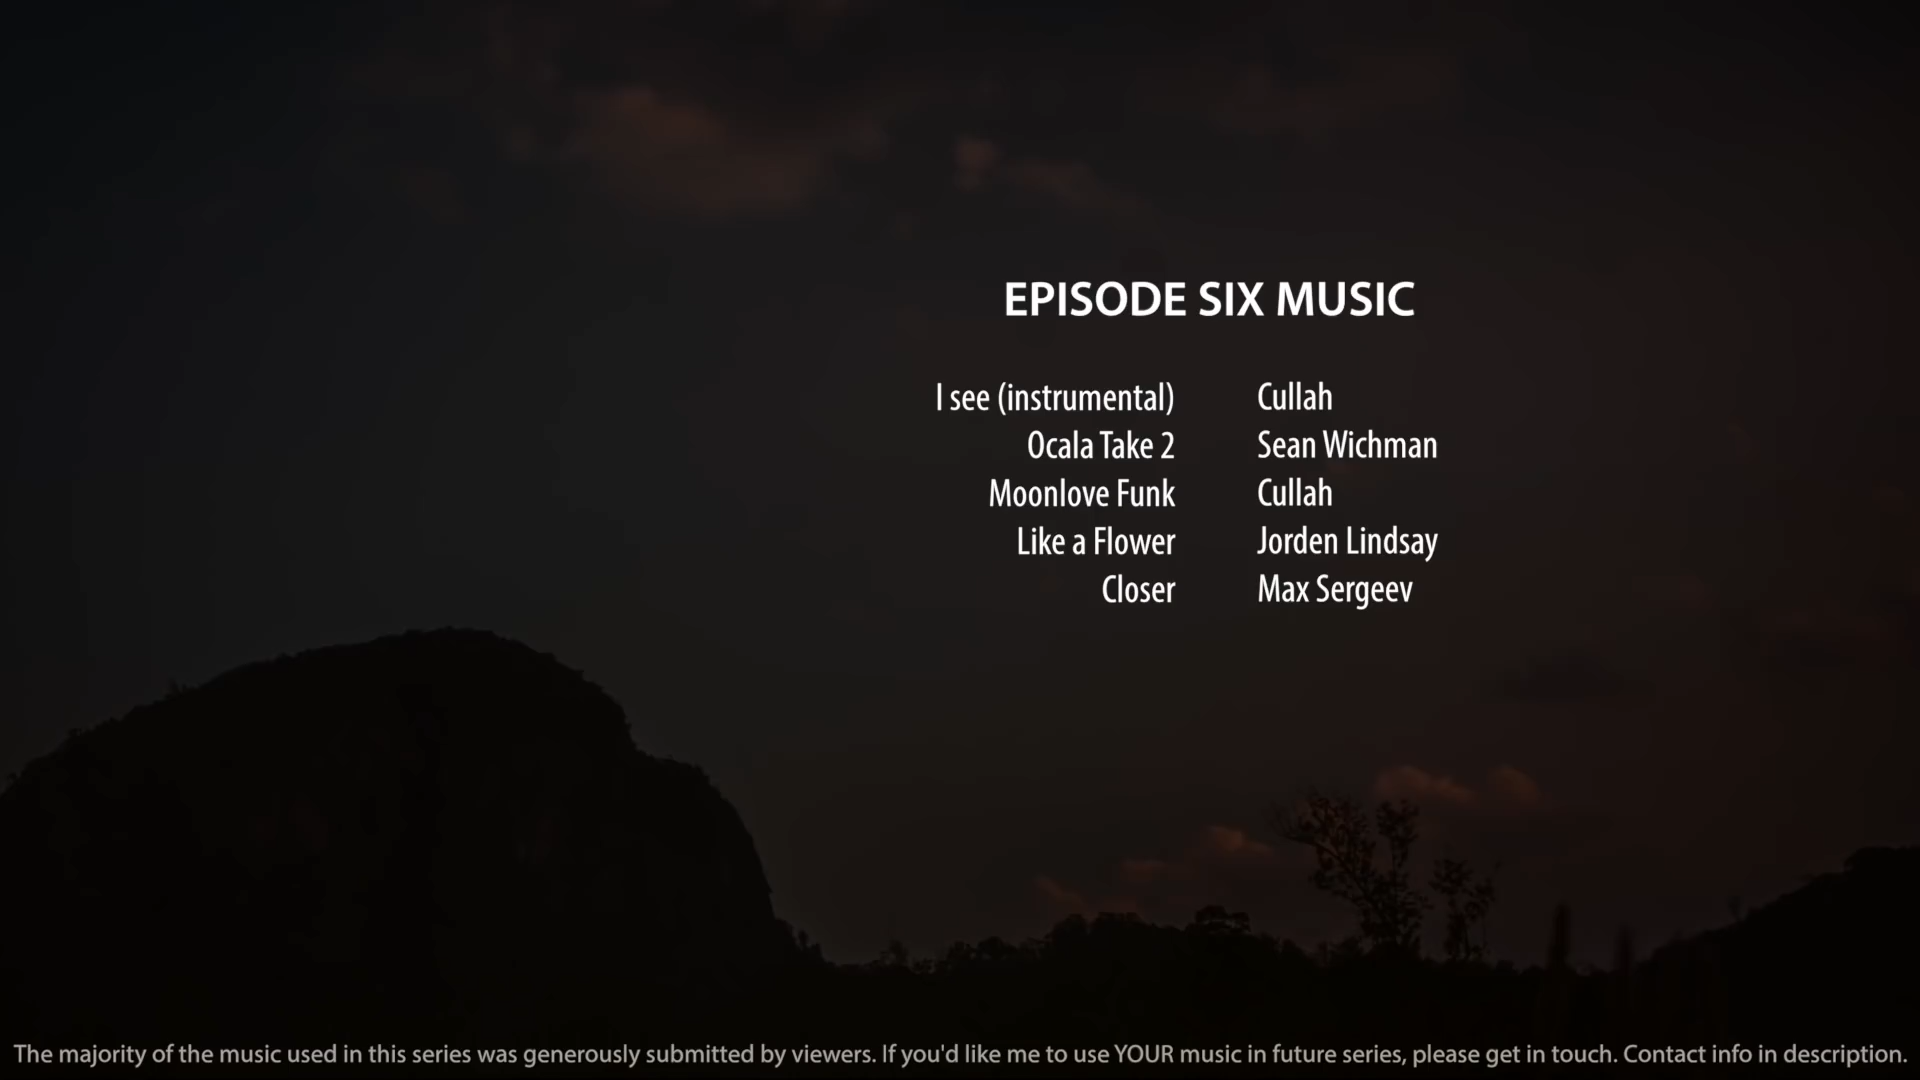 EPISODE SIX MUSIC
I see (instrumental) Cullah
Ocala Take 2 Sean Wichman
Moonlove Funk Cullah
Like a Flower Jorden Lindsay
Closer Max Sergeev
The majority of the music used in this series was generously submitted by viewers. If you'd like me to use YOUR music in future series, please get in touch. Contact info in description.